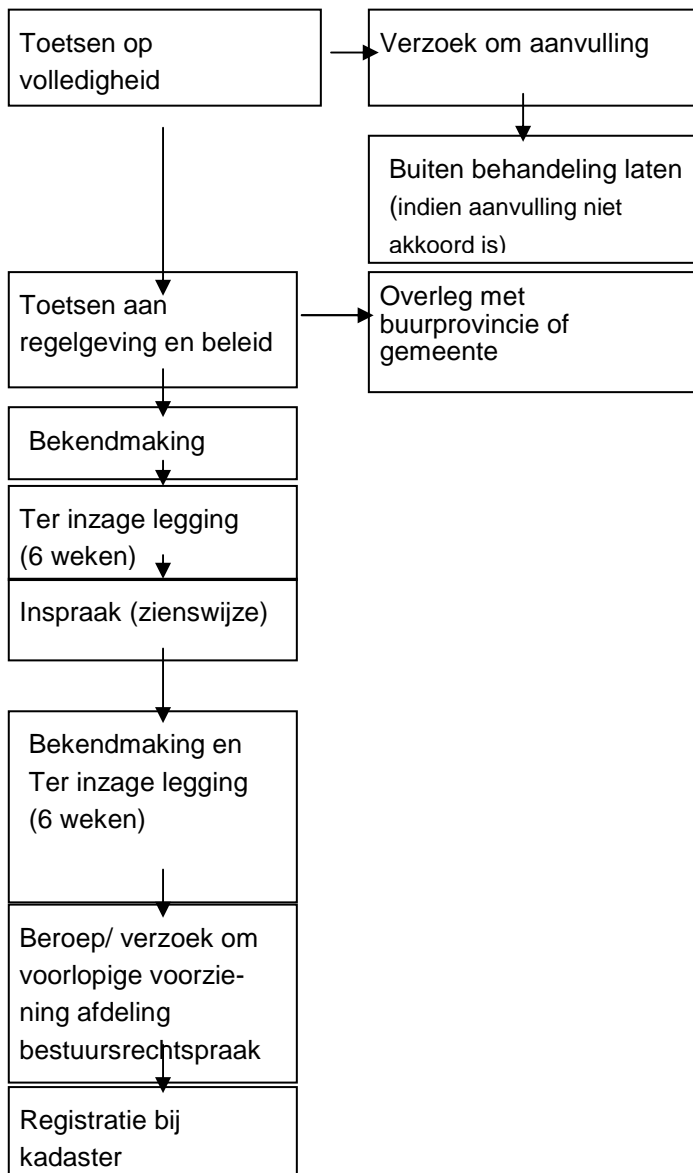 Toetsen op
volledigheid
Verzoek om aanvulling
Buiten behandeling laten
(indien aanvulling niet
akkoord is)
Toetsen aan
regelgeving en beleid
Overleg met
buurprovincie of
gemeente
Bekendmaking
Ter inzage legging
(6 weken)
Inspraak (zienswijze)
Bekendmaking en
Ter inzage legging
(6 weken)
Beroep/ verzoek om
voorlopige voorzie-
ning afdeling
bestuursrechtspraak
Registratie bij
kadaster